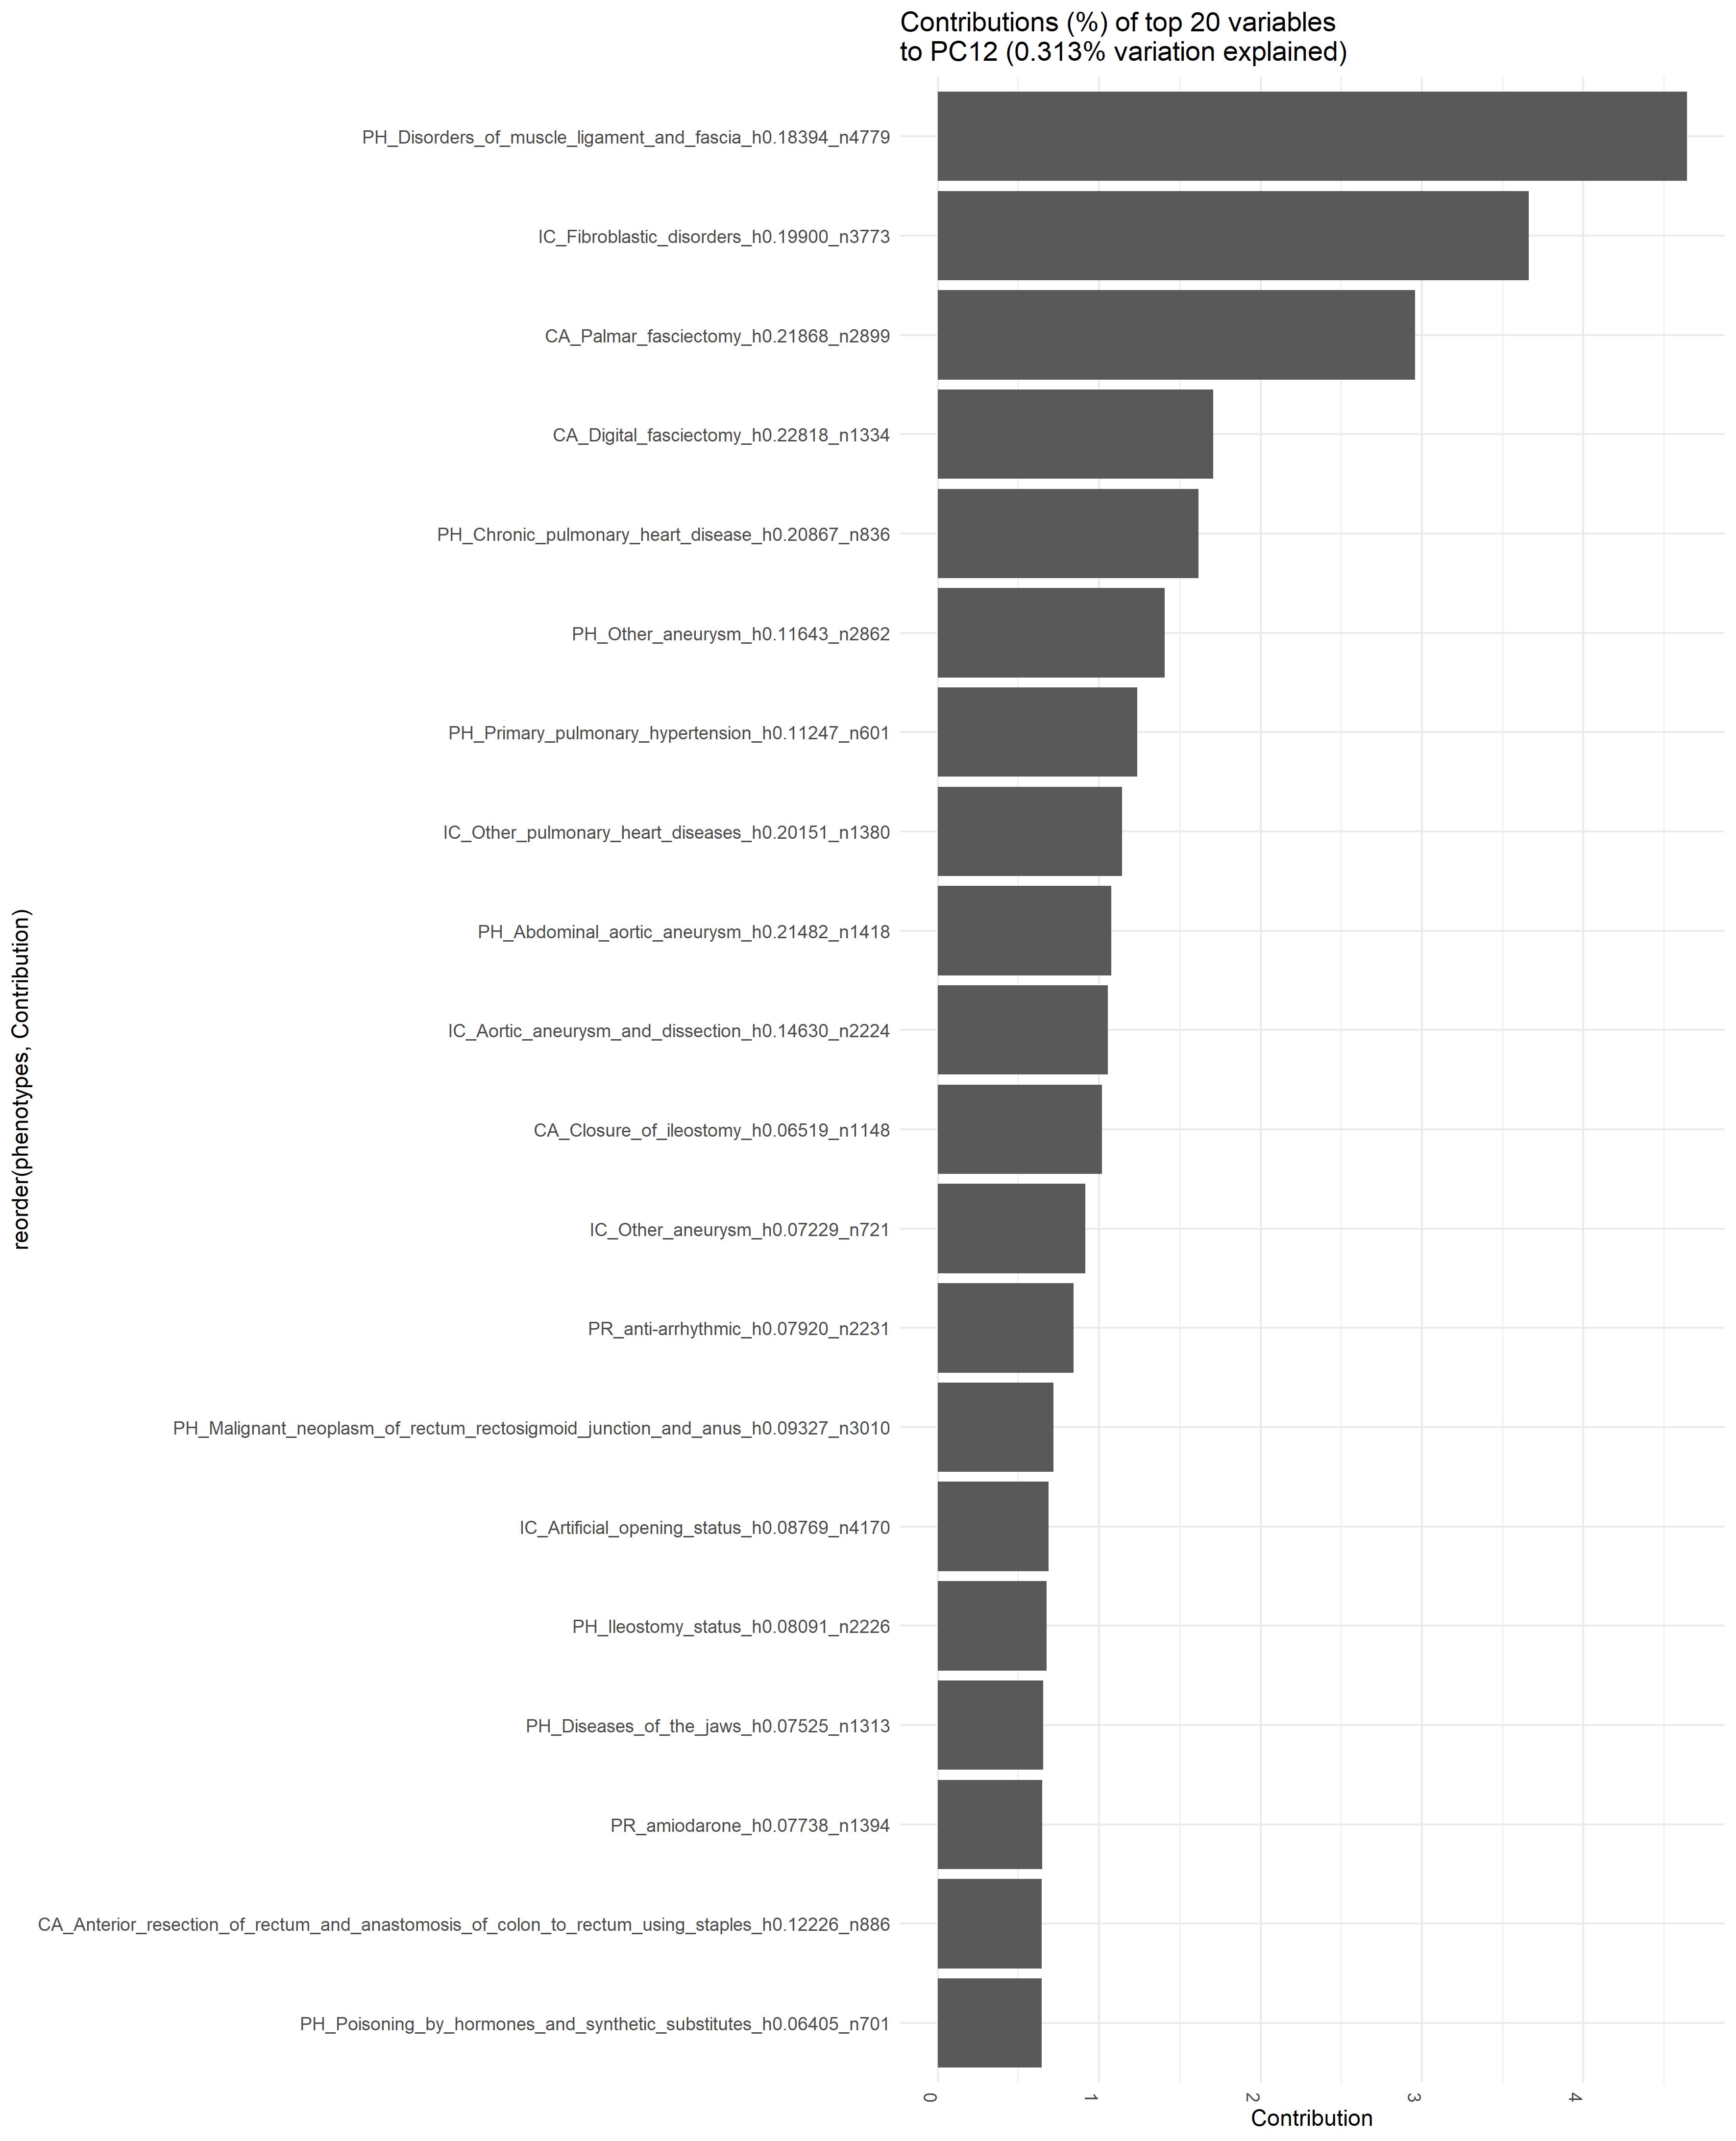 Contributions (%) of top 20 variables
to PC12 (0.313% variation explained)
PH_Disorders_of_muscle_ligament_and_fascia_h0.18394_n4779
IC_Fibroblastic_disorders_h0.19900_n3773
CA_Palmar_fasciectomy_h0.21868_n2899
CA_Digital_fasciectomy_h0.22818_n1334
PH_Chronic_pulmonary_heart_disease_h0.20867_n836
PH_Other_aneurysm_h0.11643_n2862
PH_Primary_pulmonary_hypertension_h0.11247_n601
IC_Other_pulmonary_heart_diseases_h0.20151_n1380
PH_Abdominal_aortic_aneurysm_h0.21482_n1418
IC_Aortic_aneurysm_and_dissection_h0.14630_n2224
CA_Closure_of_ileostomy_h0.06519_n1148
IC_Other_aneurysm_h0.07229_n721
PR_anti-arrhythmic_h0.07920_n2231
PH_Malignant_neoplasm_of_rectum_rectosigmoid_junction_and_anus_h0.09327_n3010
IC_Artificial_opening_status_h0.08769_n4170
PH_Ileostomy_status_h0.08091_n2226
PH_Diseases_of_the_jaws_h0.07525_n1313
PR_amiodarone_h0.07738_n1394
CA_Anterior_resection_of_rectum_and_anastomosis_of_colon_to_rectum_using_staples_h0.12226_n886
PH_Poisoning_by_hormones_and_synthetic_substitutes_h0.06405_n701
reorder(phenotypes, Contribution)
0 1 2 3 4
Contribution